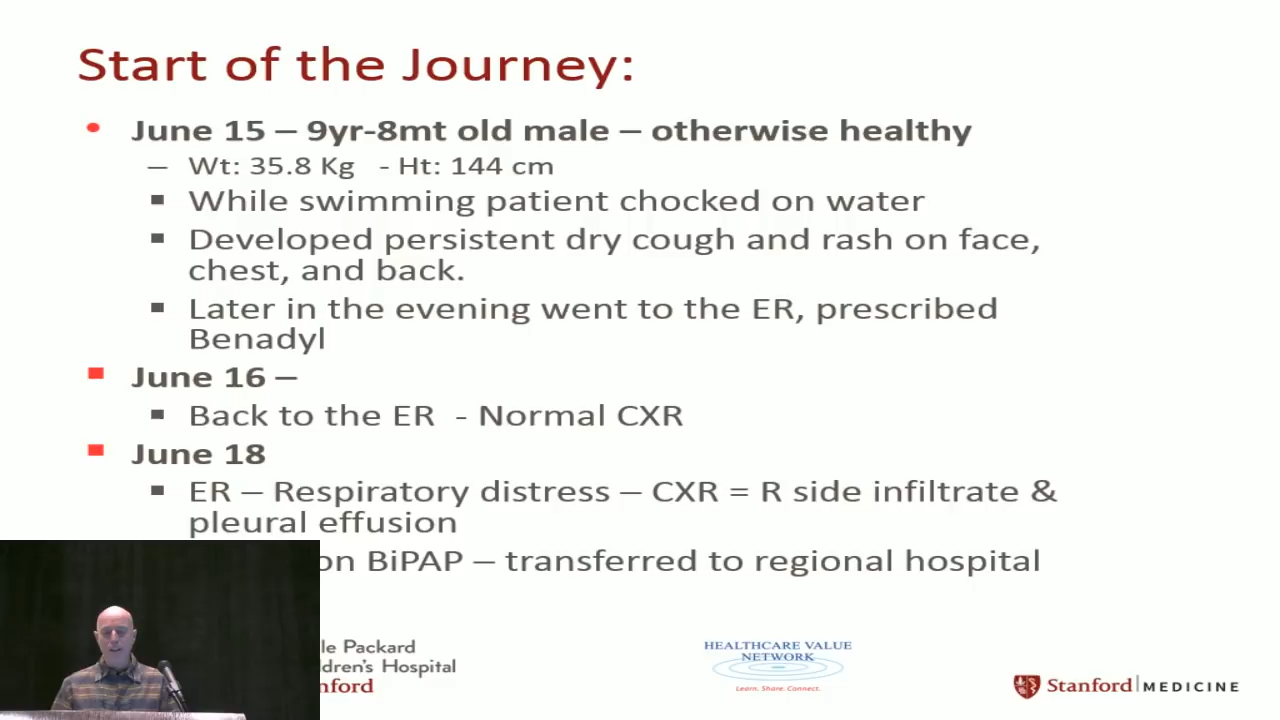 Start of the Journey:
• June 15 – 9yr-8mt old male – otherwise healthy
– Wt: 35.8 Kg - Ht: 144 cm
▪ While swimming patient chocked on water
▪ Developed persistent dry cough and rash on face,
chest, and back.
▪ Later in the evening went to the ER, prescribed
Benadyl
▪ June 16 –
▪ Back to the ER - Normal CXR
▪ June 18
▪ ER – Respiratory distress – CXR = R side infiltrate &
pleural effusion
on BiPAP – transferred to regional hospital
le Packard
dren's Hospital
nford
HEALTHCARE VALUE
NETWORK
Learn. Share. Connect.
Stanford MEDICINE